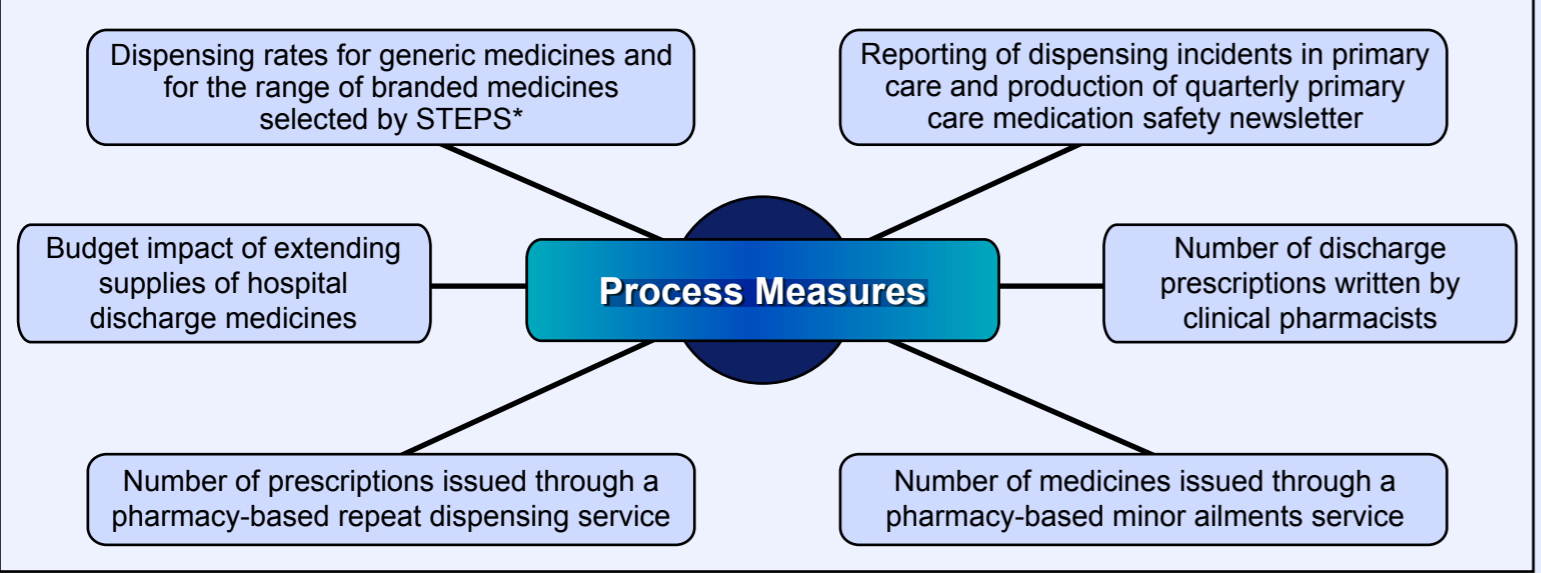 Dispensing rates for generic medicines and
for the range of branded medicines
selected by STEPS*
Reporting of dispensing incidents in primary
care and production of quarterly primary
care medication safety newsletter
Budget impact of extending
supplies of hospital
discharge medicines
Process Measures
Number of discharge
prescriptions written by
clinical pharmacists
Number of prescriptions issued through a
pharmacy-based repeat dispensing service
Number of medicines issued through a
pharmacy-based minor ailments service